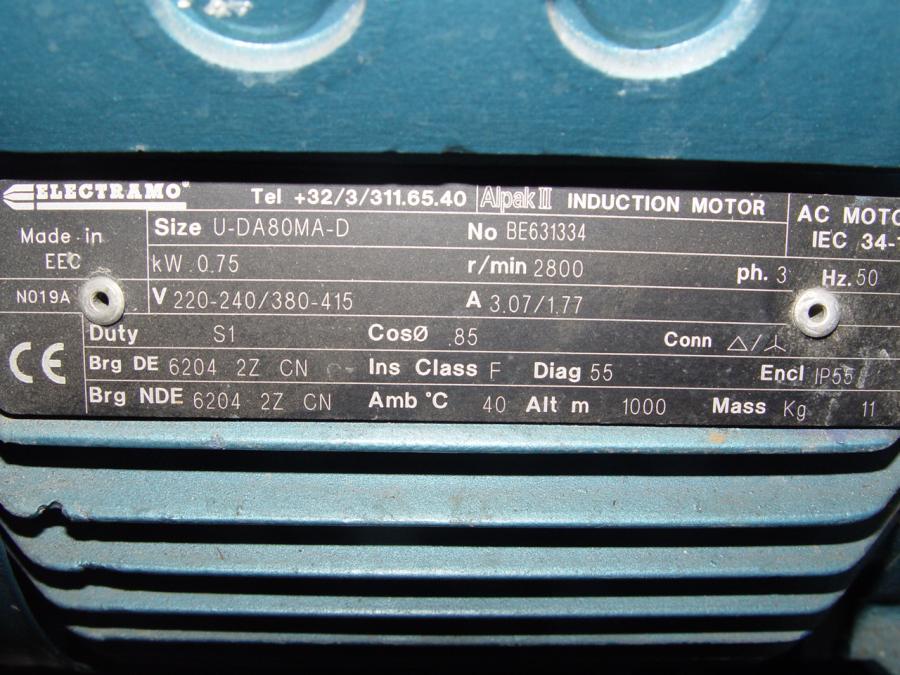 ELECTRAMO Tel +32/3/311.65.40 Alpak II INDUCTION MOTOR AC MOTO
IEC 34-1
Made in EEC
Size U-DA80MA-D No BE631334
kW 0.75 r/min 2800 ph. 3 Hz. 50
N019A V 220-240/380-415 A 3.07/1.77
Duty S1 CosØ .85 Conn △/⅄
CE Brg DE 6204 2Z CN Ins Class F Diag 55 Encl IP55
Brg NDE 6204 2Z CN Amb °C 40 Alt m 1000 Mass Kg 11